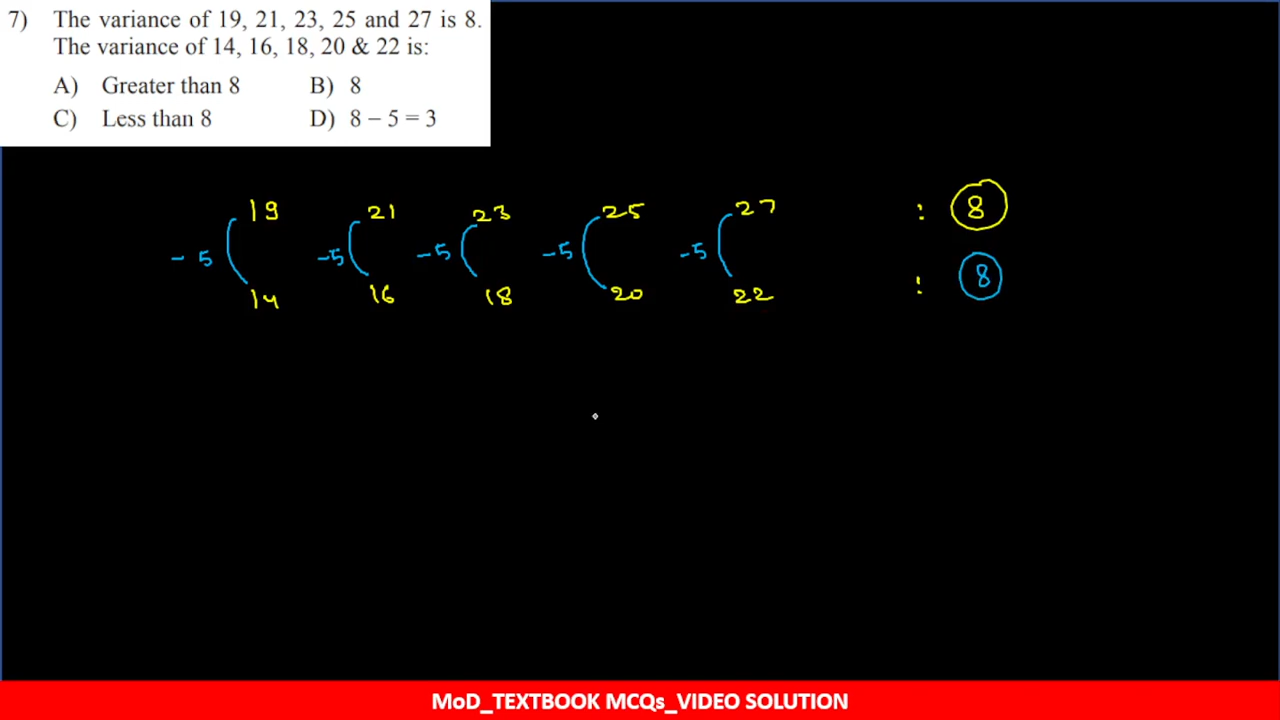 7) The variance of 19, 21, 23, 25 and 27 is 8.
The variance of 14, 16, 18, 20 & 22 is:
A) Greater than 8 B) 8
C) Less than 8 D) 8 – 5 = 3
19 21 23 25 27 : 8
-5 -5 -5 -5 -5
14 16 18 20 22 : 8
MoD_TEXTBOOK MCQs_VIDEO SOLUTION